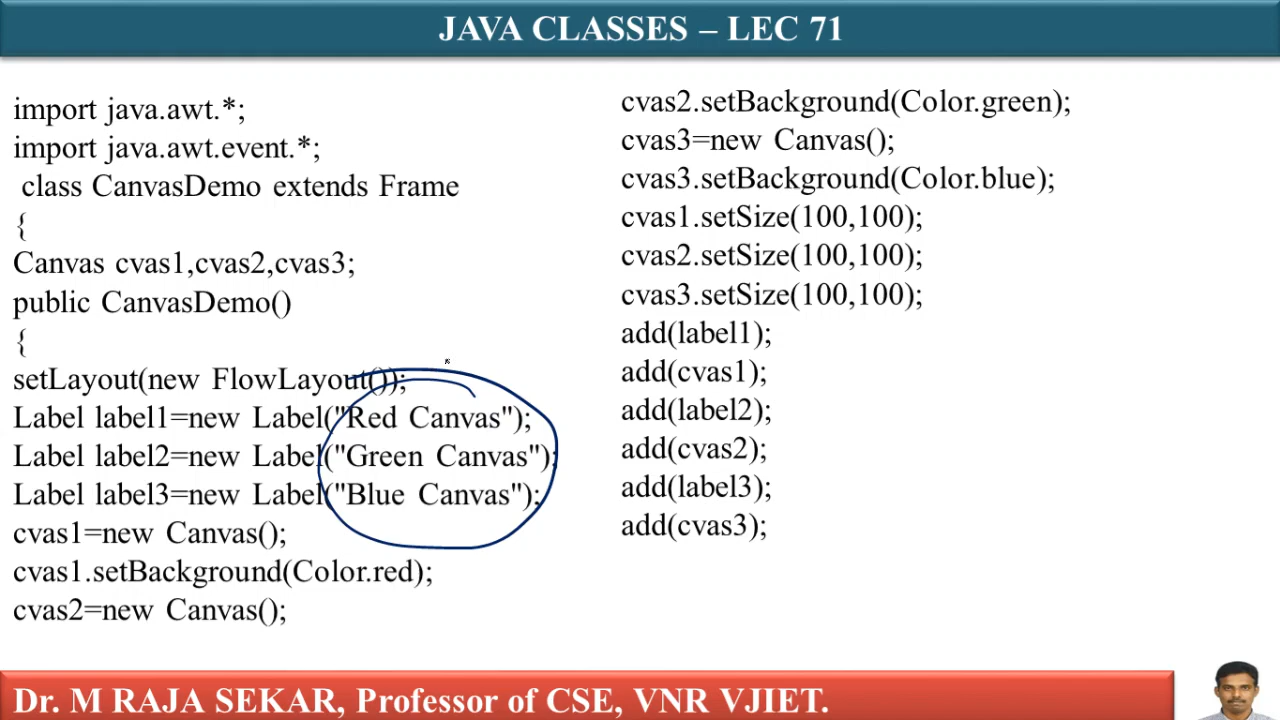 JAVA CLASSES – LEC 71
import java.awt.*;
import java.awt.event.*;
class CanvasDemo extends Frame
{
Canvas cvas1,cvas2,cvas3;
public CanvasDemo()
{
setLayout(new FlowLayout());
Label label1=new Label("Red Canvas");
Label label2=new Label("Green Canvas");
Label label3=new Label("Blue Canvas");
cvas1=new Canvas();
cvas1.setBackground(Color.red);
cvas2=new Canvas();
cvas2.setBackground(Color.green);
cvas3=new Canvas();
cvas3.setBackground(Color.blue);
cvas1.setSize(100,100);
cvas2.setSize(100,100);
cvas3.setSize(100,100);
add(label1);
add(cvas1);
add(label2);
add(cvas2);
add(label3);
add(cvas3);
Dr. M RAJA SEKAR, Professor of CSE, VNR VJIET.